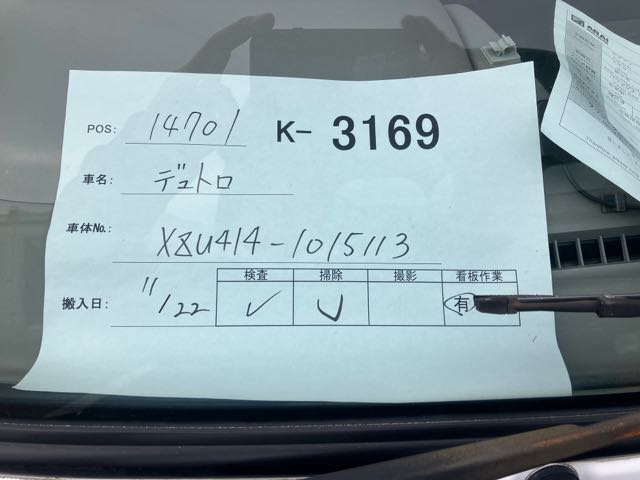 POS: 14701 K- 3169
車名: デュトロ
車体No.: XZU414-1015113
検査 掃除 撮影 看板作業
搬入日: 11/22 ✓ ✓ 有
ARAI